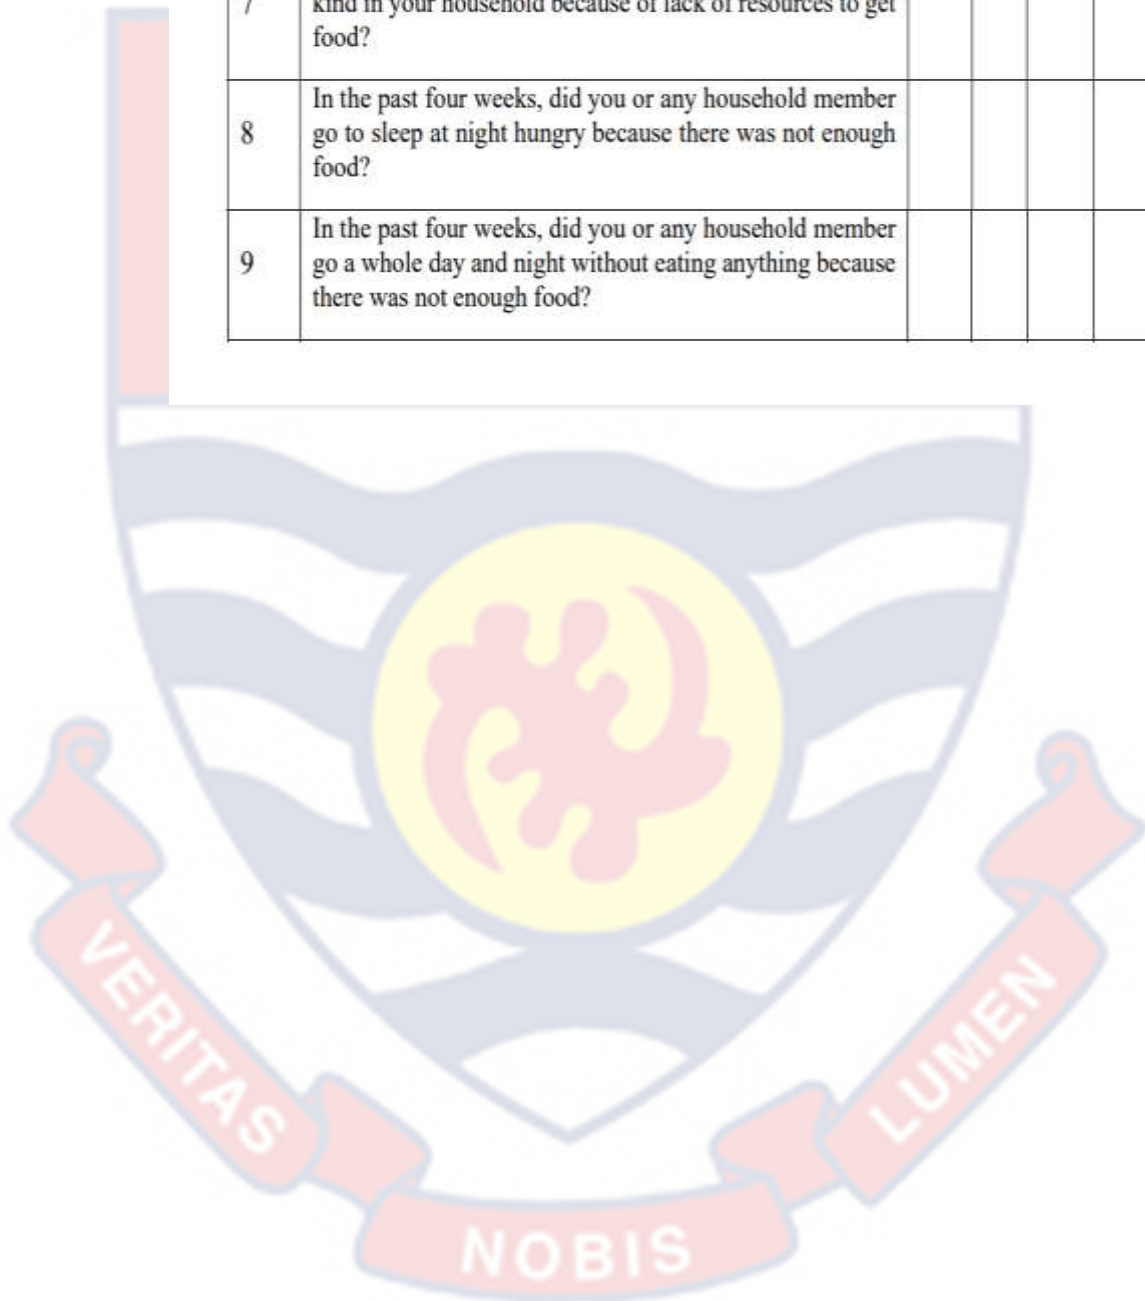 7
kind in your household because of lack of resources to get
food?
In the past four weeks, did you or any household member
8
go to sleep at night hungry because there was not enough
food?
In the past four weeks, did you or any household member
9
go a whole day and night without eating anything because
there was not enough food?
VERITAS
NOBIS
LUMEN